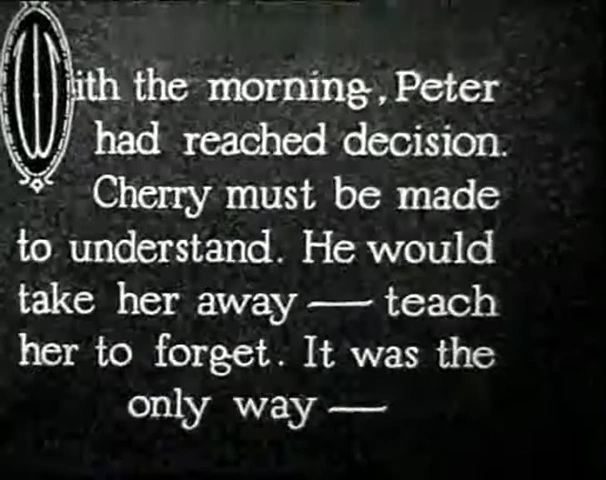 With the morning, Peter
had reached decision.
Cherry must be made
to understand. He would
take her away — teach
her to forget. It was the
only way —